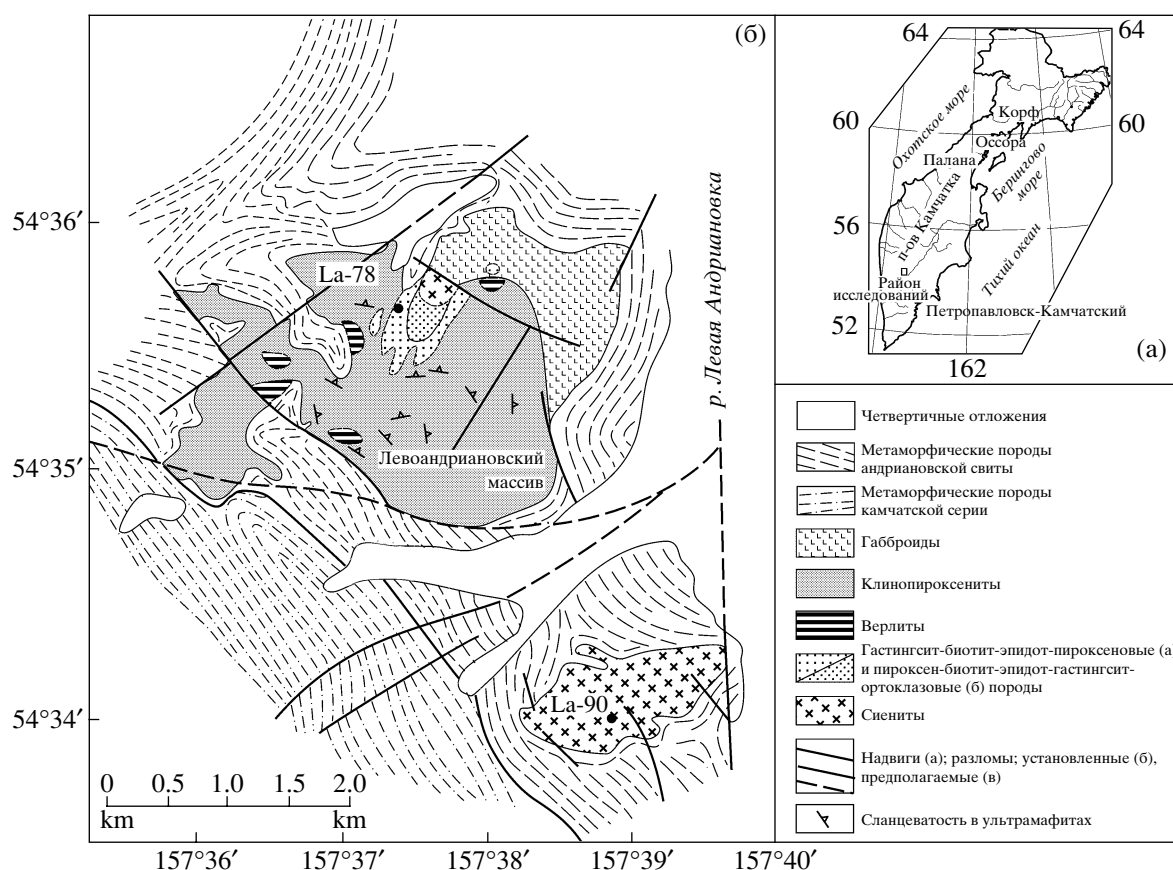 (б)
54°36′
54°35′
54°34′
La-78
Левоандриановский
массив
La-90
р. Левая Андриановка
0 0.5 1.0 1.5 2.0
km km
157°36′ 157°37′ 157°38′ 157°39′ 157°40′
64 64
60 60
56
52
162
Охотское море
Корф
Оссора
Палана
Берингово
море
п-ов Камчатка
Тихий океан
Район
исследований
Петропавловск-Камчатский
(а)
Четвертичные отложения
Метаморфические породы
андриановской свиты
Метаморфические породы
камчатской серии
Габброиды
Клинопироксениты
Верлиты
Гастингсит-биотит-эпидот-пироксеновые (а
и пироксен-биотит-эпидот-гастингсит-
ортоклазовые (б) породы
Сиениты
Надвиги (а); разломы; установленные (б),
предполагаемые (в)
Сланцеватость в ультрамафитах